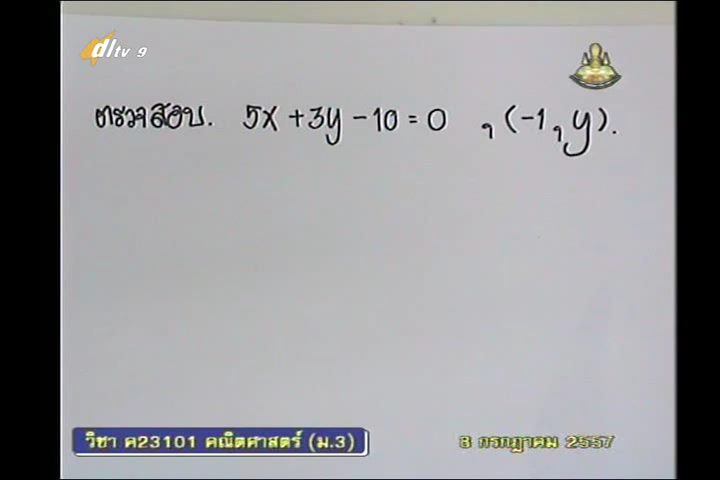 dltv 9
ตรวจสอบ. 5x + 3y - 10 = 0 , (-1, y).
วิชา ค23101 คณิตศาสตร์ (ม.3)
3 กรกฎาคม 2557